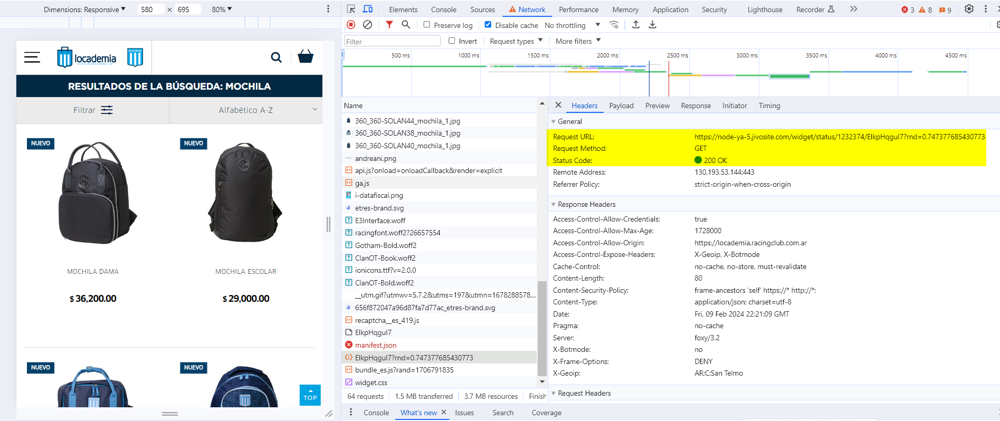 Dimensions: Responsive ▼ 580 × 695 80% ▼
locademia
RACING
RESULTADOS DE LA BÚSQUEDA: MOCHILA
Filtrar
Alfabético A-Z
NUEVO
NUEVO
MOCHILA DAMA
MOCHILA ESCOLAR
$ 36,200.00
$ 29,000.00
NUEVO
NUEVO
TOP
Elements Console Sources Network Performance Memory Application Security Lighthouse Recorder 3 8 9
Preserve log Disable cache No throttling
Filter Invert Request types More filters
500 ms 1000 ms 1500 ms 2000 ms 2500 ms 3000 ms 3500 ms 4000 ms 4500 ms
Name
360_360-SOLAN44_mochila_1.jpg
360_360-SOLAN38_mochila_1.jpg
360_360-SOLAN40_mochila_1.jpg
andreani.png
api.js?onload=onloadCallback&render=explicit
ga.js
i-datafiscal.png
etres-brand.svg
E3Interface.woff
racingfont.woff2?26657554
Gotham-Bold.woff2
ClanOT-Book.woff2
ionicons.ttf?v=2.0.0
ClanOT-Bold.woff2
__utm.gif?utmwv=5.7.2&utms=197&utmn=1678288578...
656f872047a96d87fa7d77ac_etres-brand.svg
recaptcha__es_419.js
ElkpHqguI7
manifest.json
ElkpHqguI7?rnd=0.747377685430773
bundle_es.js?rand=1706791835
widget.css
64 requests 1.5 MB transferred 3.7 MB resources Finish
Headers Payload Preview Response Initiator Timing
General
Request URL: https://node-ya-5.jivosite.com/widget/status/1232374/ElkpHqguI7?rnd=0.747377685430773
Request Method: GET
Status Code: 200 OK
Remote Address: 130.193.53.144:443
Referrer Policy: strict-origin-when-cross-origin
Response Headers
Access-Control-Allow-Credentials: true
Access-Control-Allow-Max-Age: 1728000
Access-Control-Allow-Origin: https://locademia.racingclub.com.ar
Access-Control-Expose-Headers: X-Geoip, X-Botmode
Cache-Control: no-cache, no-store, must-revalidate
Content-Length: 80
Content-Security-Policy: frame-ancestors 'self' https://* http://*;
Content-Type: application/json; charset=utf-8
Date: Fri, 09 Feb 2024 22:21:09 GMT
Pragma: no-cache
Server: foxy/3.2
X-Botmode: no
X-Frame-Options: DENY
X-Geoip: AR;C;San Telmo
Request Headers
Console What's new Issues Search Coverage